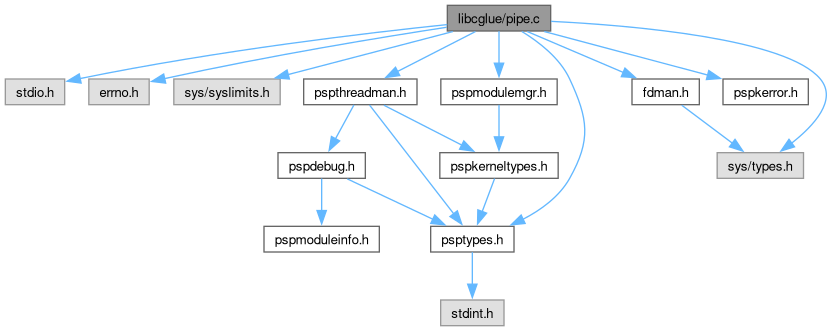 libcglue/pipe.c
stdio.h
errno.h
sys/syslimits.h
pspthreadman.h
pspmodulemgr.h
fdman.h
pspkerror.h
pspdebug.h
pspkerneltypes.h
sys/types.h
pspmoduleinfo.h
psptypes.h
stdint.h